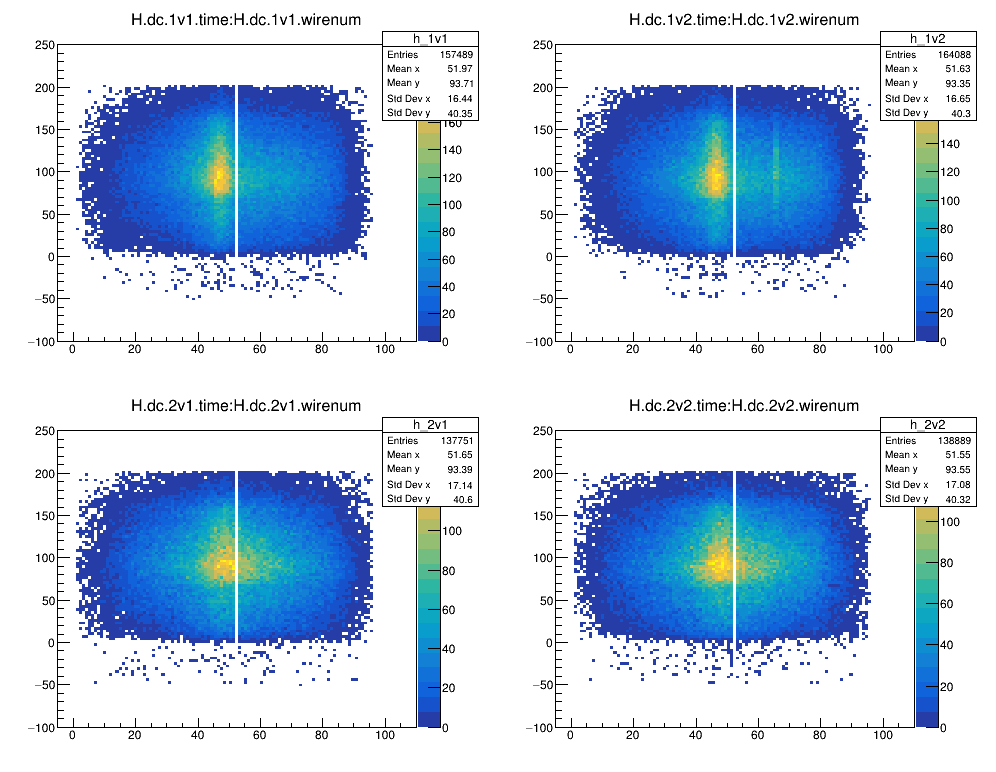 H.dc.1v1.time:H.dc.1v1.wirenum
h_1v1
Entries 157489
Mean x 51.97
Mean y 93.71
Std Dev x 16.44
Std Dev y 40.35
250
200
150
100
50
0
−50
−100
0 20 40 60 80 100
160
140
120
100
80
60
40
20
0
H.dc.1v2.time:H.dc.1v2.wirenum
h_1v2
Entries 164088
Mean x 51.63
Mean y 93.35
Std Dev x 16.65
Std Dev y 40.3
250
200
150
100
50
0
−50
−100
0 20 40 60 80 100
140
120
100
80
60
40
20
0
H.dc.2v1.time:H.dc.2v1.wirenum
h_2v1
Entries 137751
Mean x 51.65
Mean y 93.39
Std Dev x 17.14
Std Dev y 40.6
250
200
150
100
50
0
−50
−100
0 20 40 60 80 100
100
80
60
40
20
0
H.dc.2v2.time:H.dc.2v2.wirenum
h_2v2
Entries 138889
Mean x 51.55
Mean y 93.55
Std Dev x 17.08
Std Dev y 40.32
250
200
150
100
50
0
−50
−100
0 20 40 60 80 100
100
80
60
40
20
0